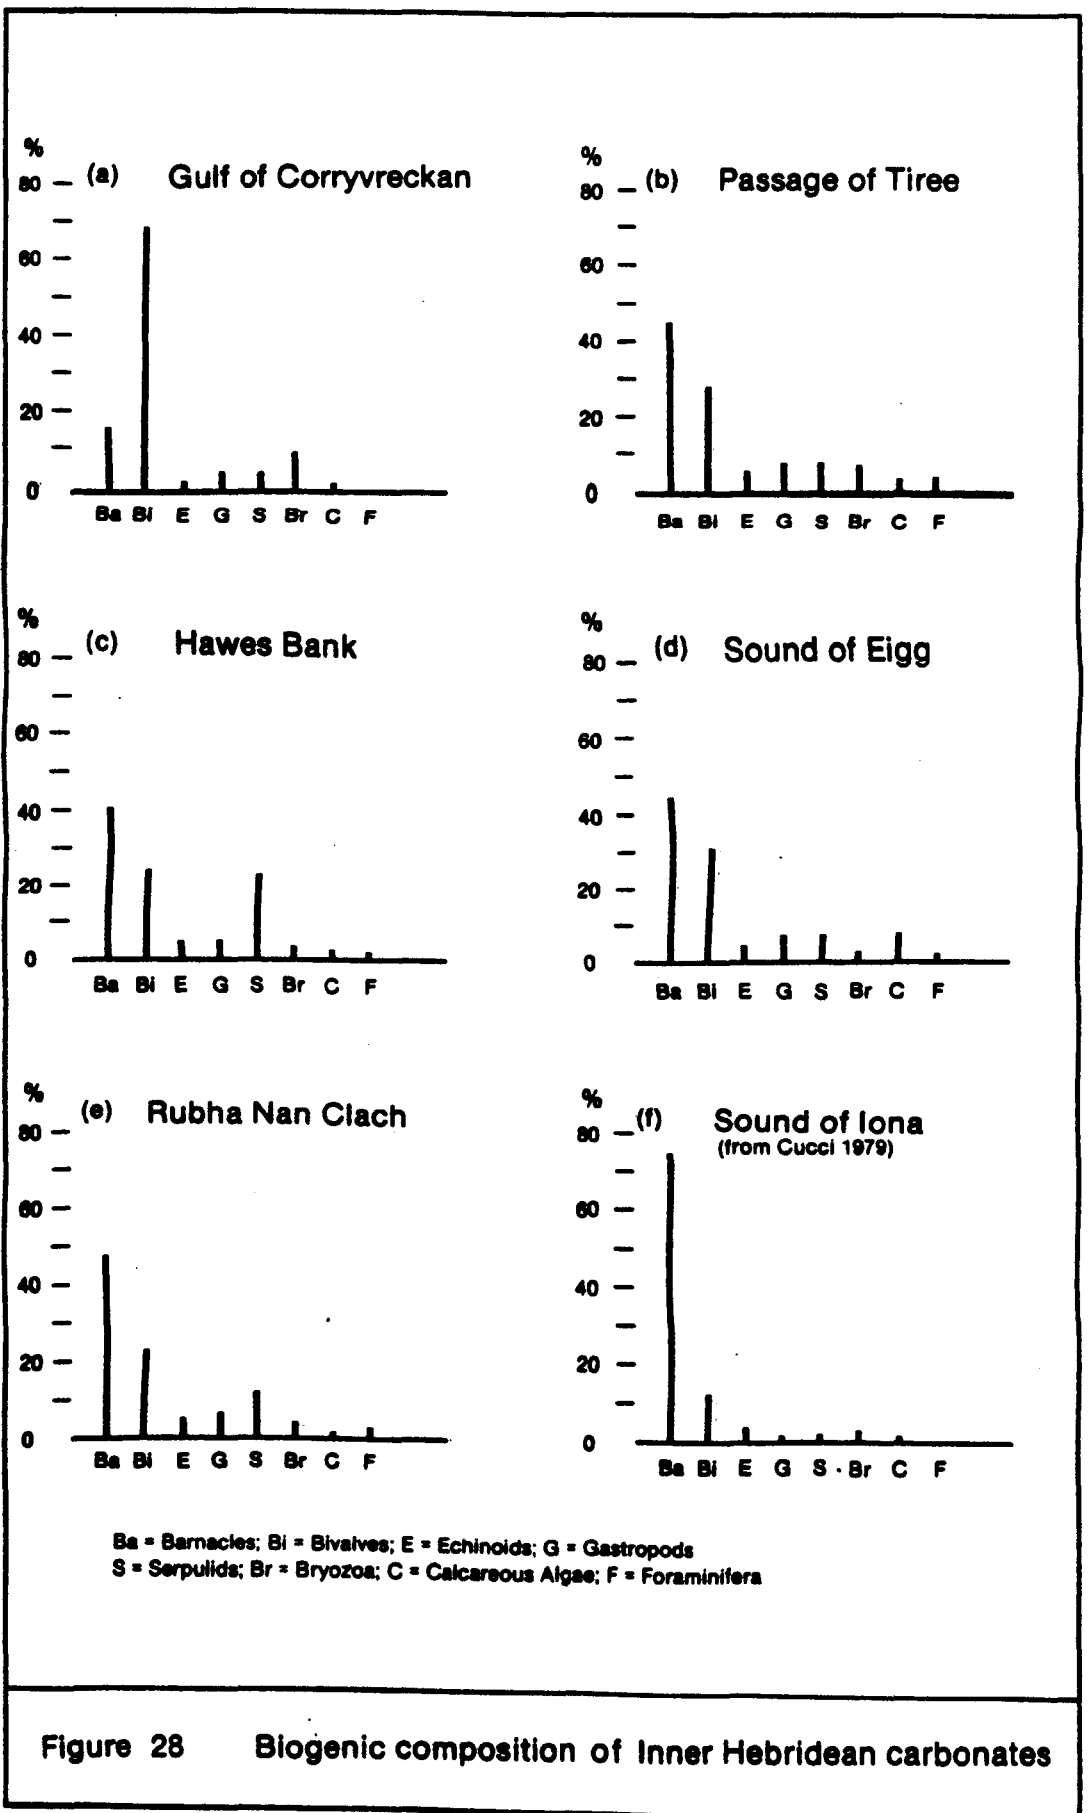 %
(a) Gulf of Corryvreckan
80
60
40
20
0
Ba Bi E G S Br C F
%
(b) Passage of Tiree
80
60
40
20
0
Ba Bi E G S Br C F
%
(c) Hawes Bank
80
60
40
20
0
Ba Bi E G S Br C F
%
(d) Sound of Eigg
80
60
40
20
0
Ba Bi E G S Br C F
%
(e) Rubha Nan Clach
80
60
40
20
0
Ba Bi E G S Br C F
%
(f) Sound of Iona
(from Cucci 1979)
80
60
40
20
0
Ba Bi E G S Br C F
Ba = Barnacles; Bi = Bivalves; E = Echinoids; G = Gastropods
S = Serpulids; Br = Bryozoa; C = Calcareous Algae; F = Foraminifera
Figure 28 Biogenic composition of Inner Hebridean carbonates